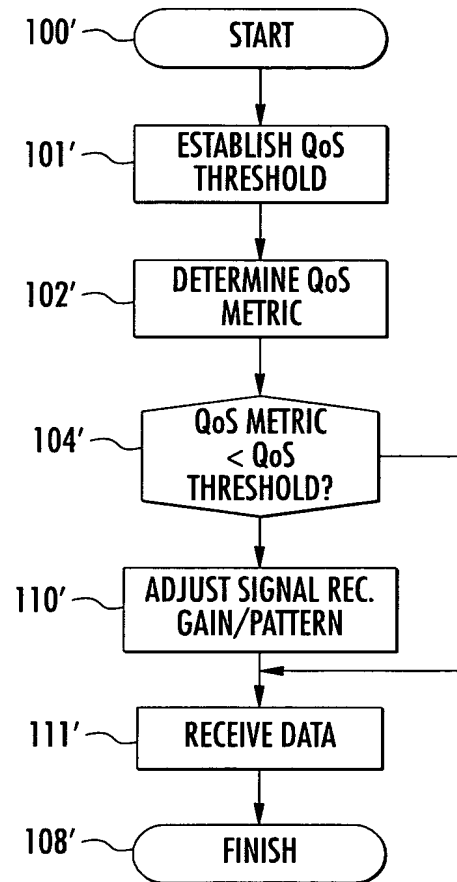 100' START
101' ESTABLISH QoS
THRESHOLD
102' DETERMINE QoS
METRIC
104' QoS METRIC
< QoS
THRESHOLD?
110' ADJUST SIGNAL REC.
GAIN/PATTERN
111' RECEIVE DATA
108' FINISH